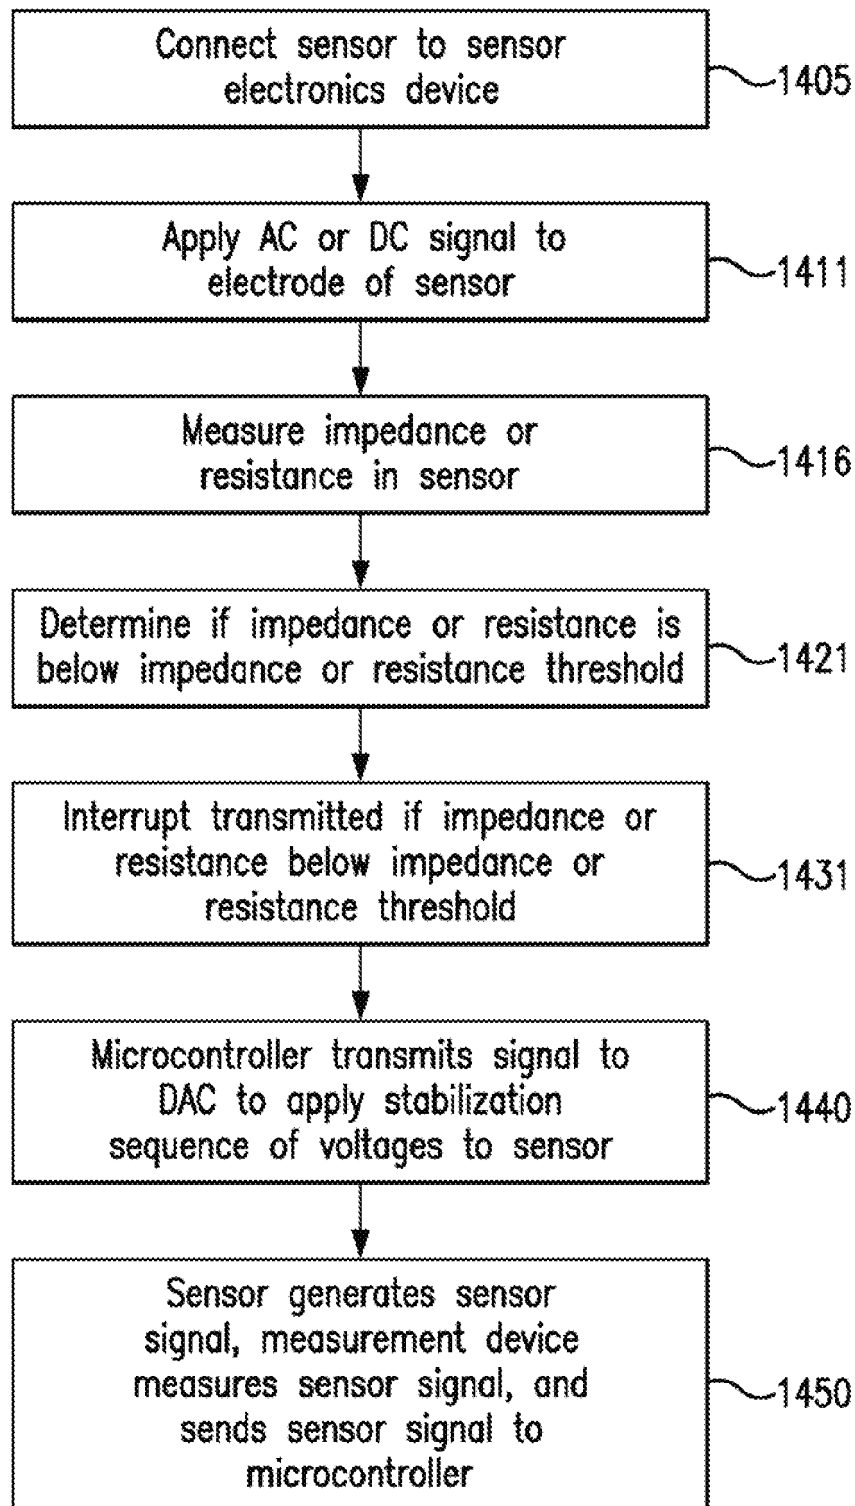 Connect sensor to sensor
electronics device
1405
Apply AC or DC signal to
electrode of sensor
1411
Measure impedance or
resistance in sensor
1416
Determine if impedance or resistance is
below impedance or resistance threshold
1421
Interrupt transmitted if impedance or
resistance below impedance or
resistance threshold
1431
Microcontroller transmits signal to
DAC to apply stabilization
sequence of voltages to sensor
1440
Sensor generates sensor
signal, measurement device
measures sensor signal, and
sends sensor signal to
microcontroller
1450